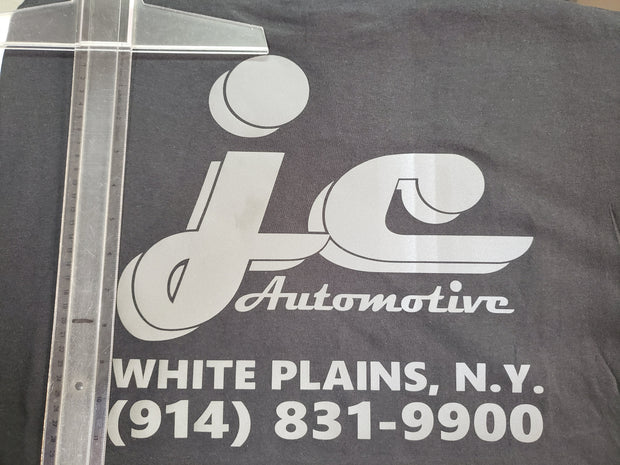 jc
Automotive
WHITE PLAINS, N.Y.
(914) 831-9900